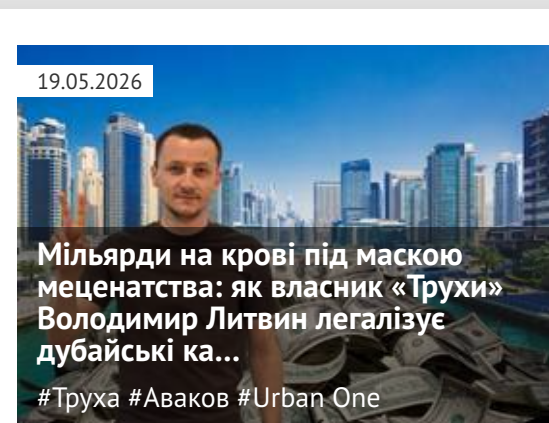 19.05.2026
Мільярди на крові під маскою
меценатства: як власник «Трухи»
Володимир Литвин легалізує
дубайські ка...
#Труха #Аваков #Urban One